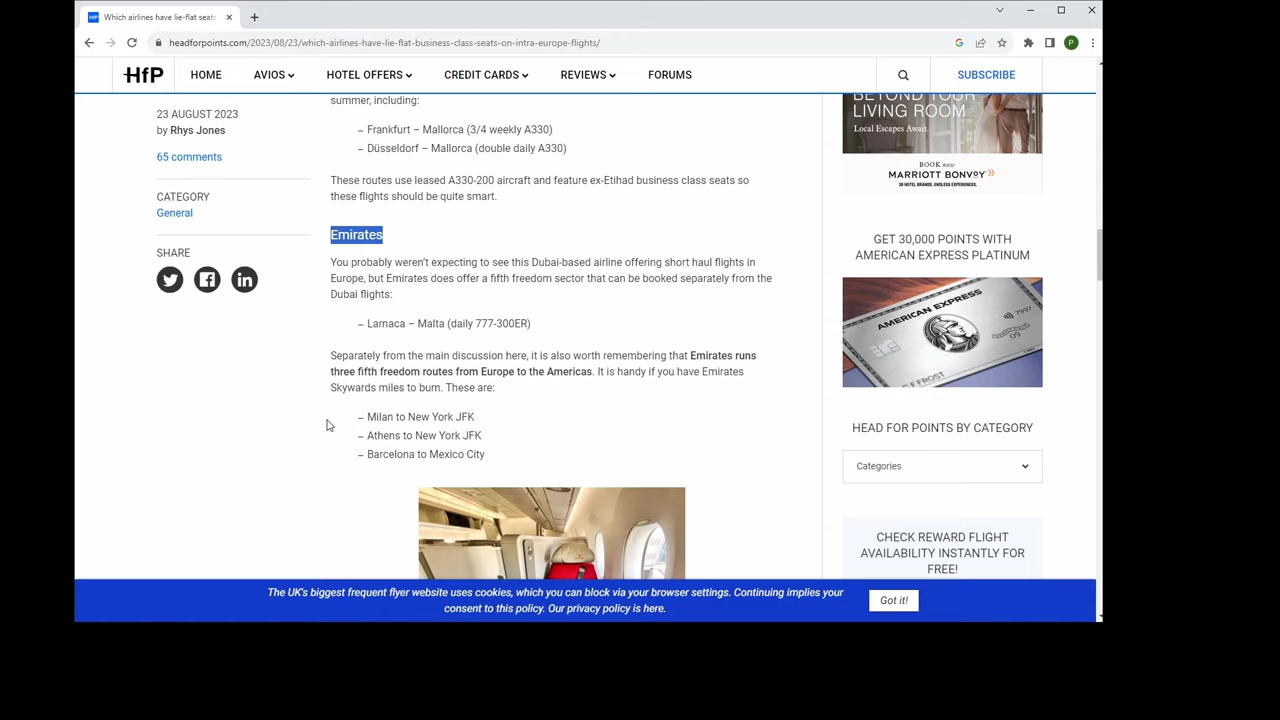 Which airlines have lie-flat seats
headforpoints.com/2023/08/23/which-airlines-have-lie-flat-business-class-seats-on-intra-europe-flights/
HfP
HOME
AVIOS
HOTEL OFFERS
CREDIT CARDS
REVIEWS
FORUMS
SUBSCRIBE
23 AUGUST 2023
by Rhys Jones
65 comments
CATEGORY
General
SHARE
summer, including:
– Frankfurt – Mallorca (3/4 weekly A330)
– Düsseldorf – Mallorca (double daily A330)
These routes use leased A330-200 aircraft and feature ex-Etihad business class seats so
these flights should be quite smart.
Emirates
You probably weren't expecting to see this Dubai-based airline offering short haul flights in
Europe, but Emirates does offer a fifth freedom sector that can be booked separately from the
Dubai flights:
– Larnaca – Malta (daily 777-300ER)
Separately from the main discussion here, it is also worth remembering that Emirates runs
three fifth freedom routes from Europe to the Americas. It is handy if you have Emirates
Skywards miles to burn. These are:
– Milan to New York JFK
– Athens to New York JFK
– Barcelona to Mexico City
BEYOND YOUR
LIVING ROOM
Local Escapes Await.
BOOK now
MARRIOTT BONVOY
30 HOTEL BRANDS. ENDLESS EXPERIENCES.
GET 30,000 POINTS WITH
AMERICAN EXPRESS PLATINUM
AMERICAN EXPRESS
7997
09
C F FROST
HEAD FOR POINTS BY CATEGORY
Categories
CHECK REWARD FLIGHT
AVAILABILITY INSTANTLY FOR
FREE!
The UK's biggest frequent flyer website uses cookies, which you can block via your browser settings. Continuing implies your
consent to this policy. Our privacy policy is here.
Got it!